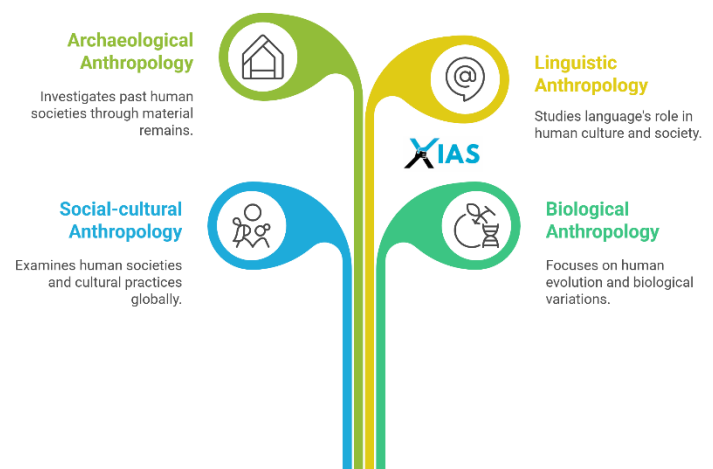 Archaeological
Anthropology
Investigates past human
societies through material
remains.
Linguistic
Anthropology
Studies language's role in
human culture and society.
XIAS
Social-cultural
Anthropology
Examines human societies
and cultural practices
globally.
Biological
Anthropology
Focuses on human
evolution and biological
variations.